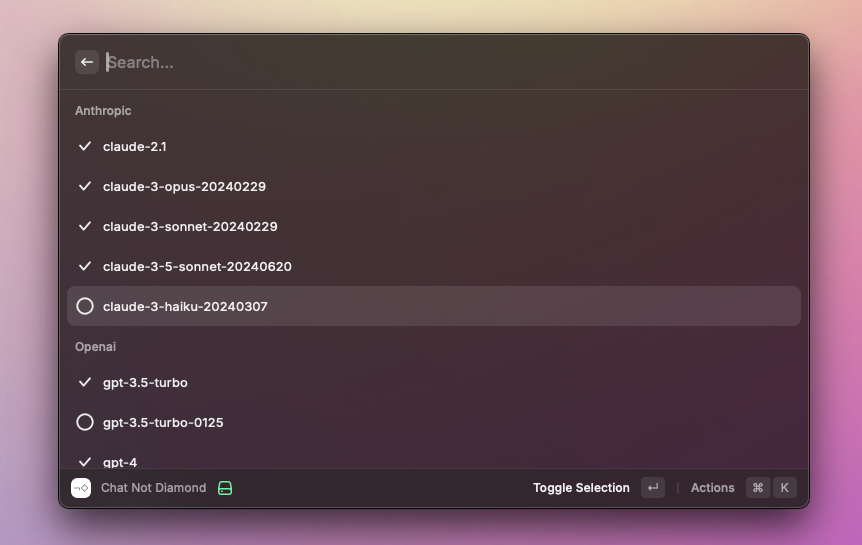 Search...
Anthropic
claude-2.1
claude-3-opus-20240229
claude-3-sonnet-20240229
claude-3-5-sonnet-20240620
claude-3-haiku-20240307
Openai
gpt-3.5-turbo
gpt-3.5-turbo-0125
gpt-4
Chat Not Diamond Toggle Selection ↵ | Actions ⌘ K